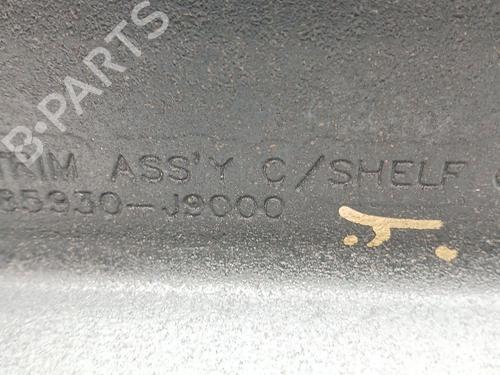 B-PARTS
TRIM ASS'Y C/SHELF
85930-J9000